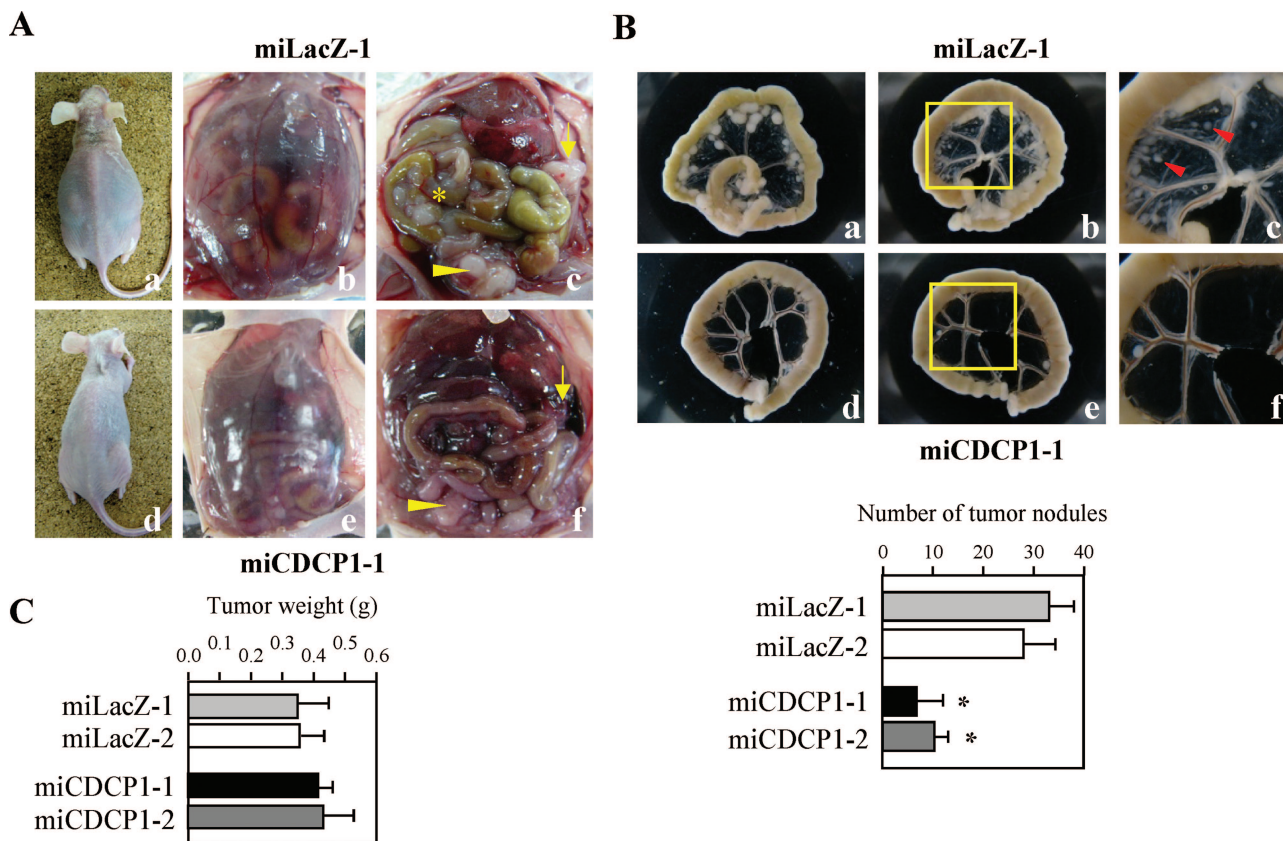 A
miLacZ-1
a
b
*
c
d
e
f
miCDCP1-1
B
miLacZ-1
a
b
c
d
e
f
miCDCP1-1
Number of tumor nodules
0 10 20 30 40
miLacZ-1
miLacZ-2
miCDCP1-1 *
miCDCP1-2 *
C
Tumor weight (g)
0.0 0.1 0.2 0.3 0.4 0.5 0.6
miLacZ-1
miLacZ-2
miCDCP1-1
miCDCP1-2